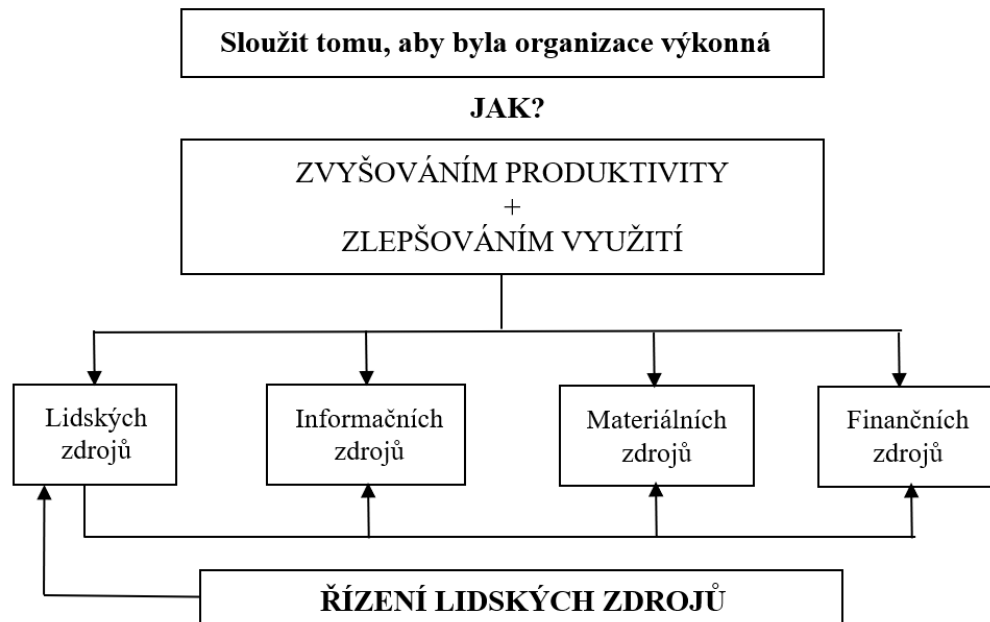 Sloužit tomu, aby byla organizace výkonná
JAK?
ZVYŠOVÁNÍM PRODUKTIVITY
+
ZLEPŠOVÁNÍM VYUŽITÍ
Lidských
zdrojů
Informačních
zdrojů
Materiálních
zdrojů
Finančních
zdrojů
ŘÍZENÍ LIDSKÝCH ZDROJŮ